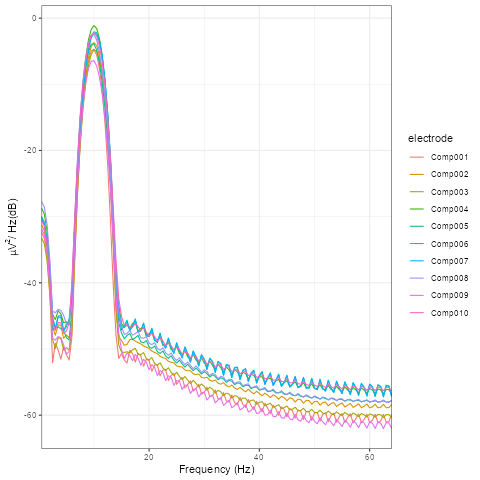 0
-20
-40
-60
μV²/ Hz(dB)
20
40
60
Frequency (Hz)
electrode
Comp001
Comp002
Comp003
Comp004
Comp005
Comp006
Comp007
Comp008
Comp009
Comp010